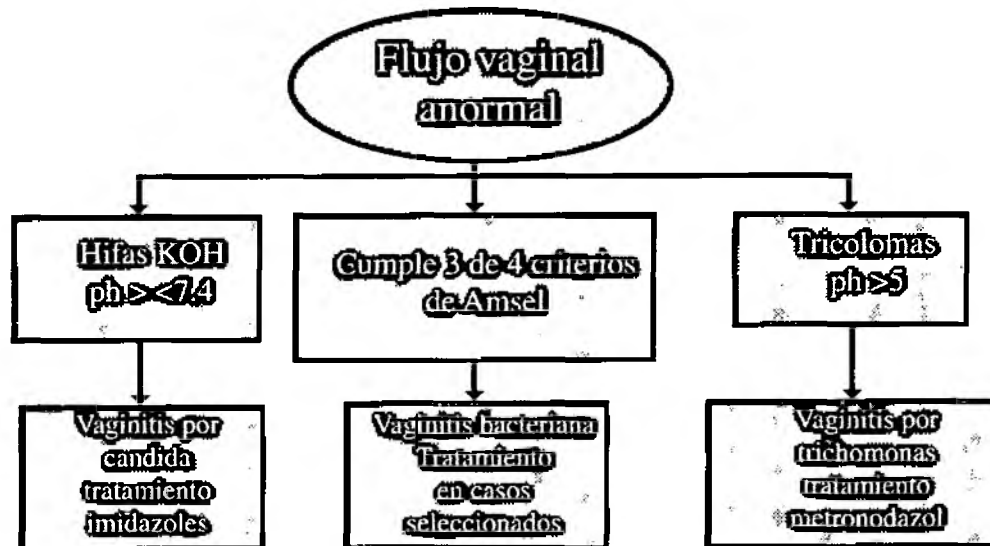 Flujo vaginal
anormal
Hifas KOH
ph > <7.4
Cumple 3 de 4 criterios
de Amsel
Tricolomas
ph >5
Vaginitis por
candida
tratamiento
imidazoles
Vaginitis bacteriana
Tratamiento
en casos
seleccionados
Vaginitis por
trichomonas
tratamiento
metronodazol